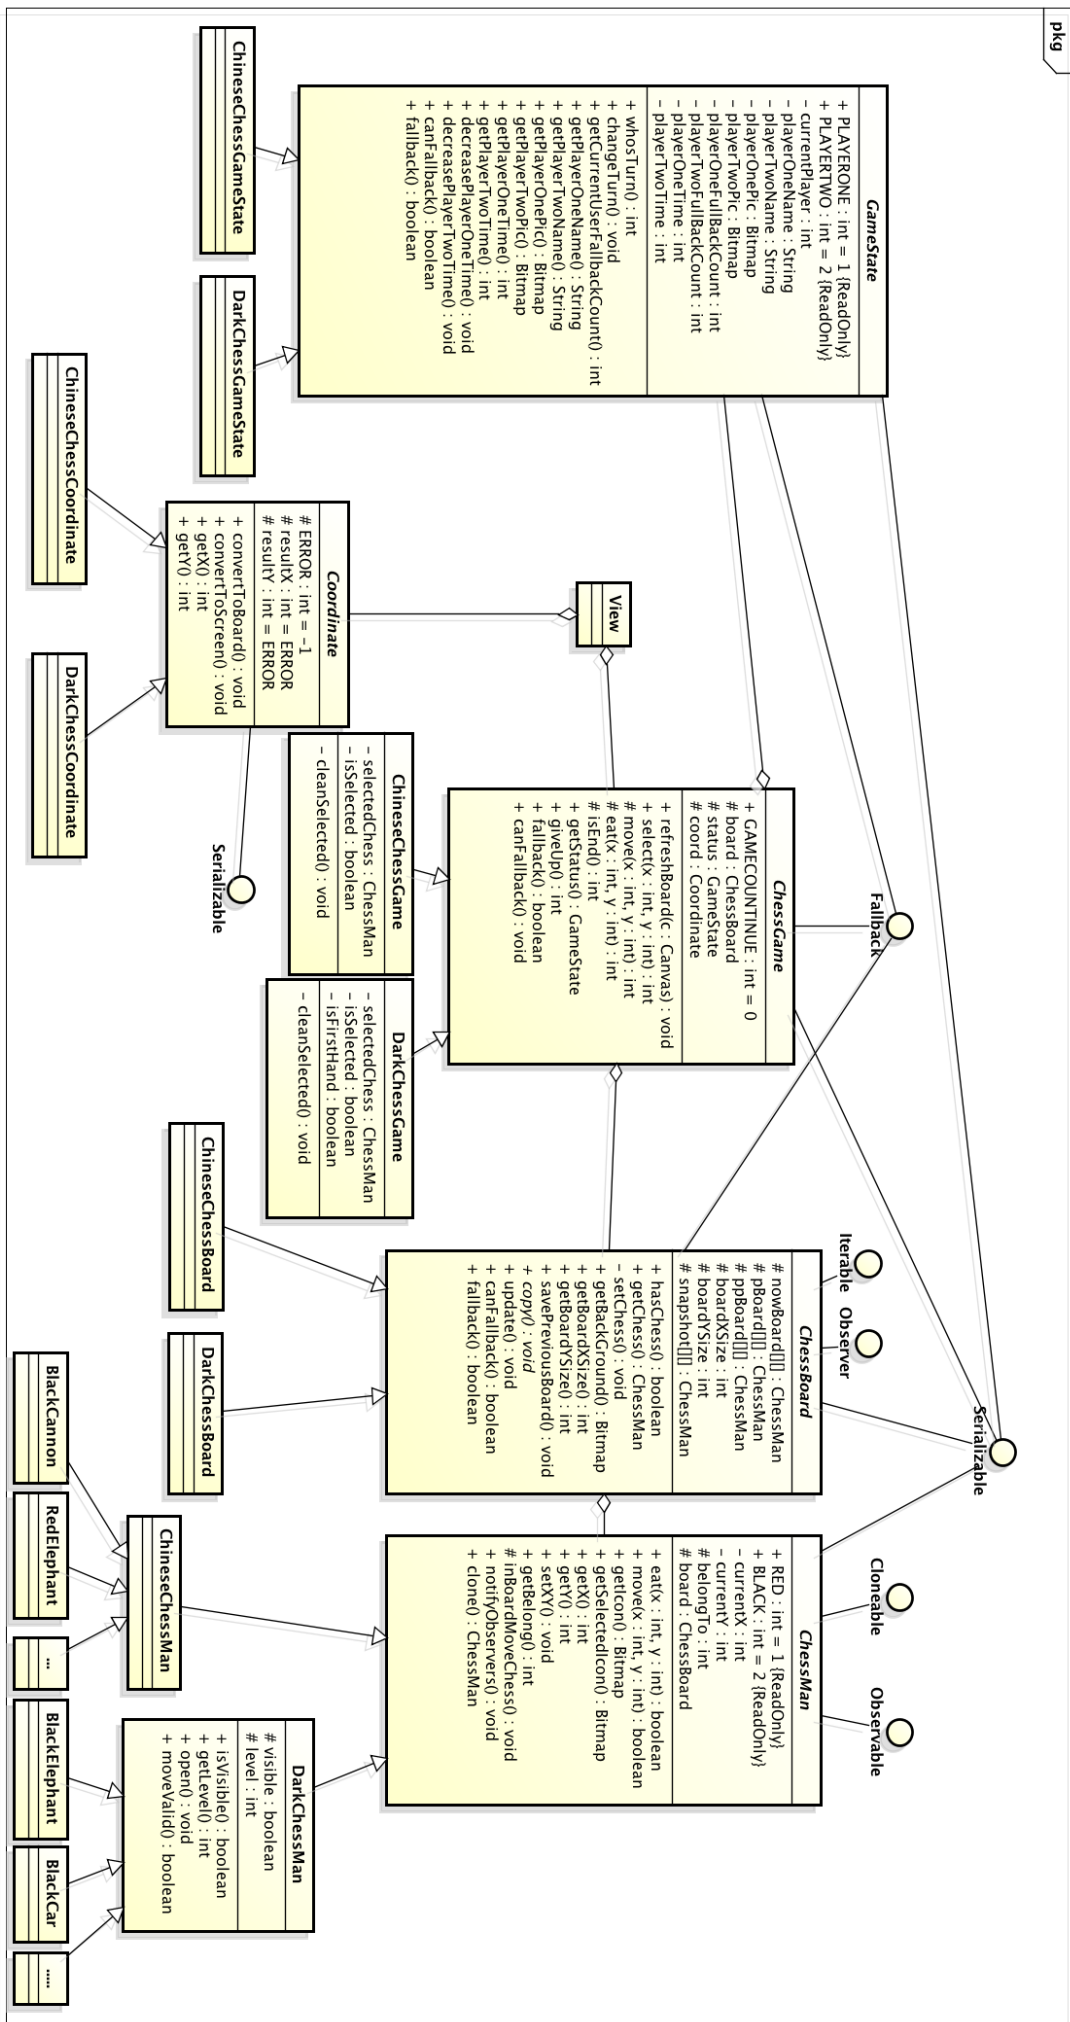 pkg
GameState
+ PLAYERONE : int = 1 {ReadOnly}
+ PLAYERTWO : int = 2 {ReadOnly}
- currentPlayer : int
- playerOneName : String
- playerTwoName : String
- playerOnePic : Bitmap
- playerTwoPic : Bitmap
- playerOneFullBackCount : int
- playerTwoFullBackCount : int
- playerOneTime : int
- playerTwoTime : int
+ whosTurn() : int
+ changeTurn() : void
+ getCurrentUserFallbackCount() : int
+ getPlayerOneName() : String
+ getPlayerTwoName() : String
+ getPlayerOnePic() : Bitmap
+ getPlayerTwoPic() : Bitmap
+ getPlayerOneTime() : int
+ getPlayerTwoTime() : int
+ decreasePlayerOneTime() : void
+ decreasePlayerTwoTime() : void
+ canFallback() : boolean
+ fallback() : boolean
ChineseChessGameState
DarkChessGameState
View
Coordinate
# ERROR : int = -1
# resultX : int = ERROR
# resultY : int = ERROR
+ convertToBoard() : void
+ convertToScreen() : void
+ getX() : int
+ getY() : int
ChineseChessCoordinate
DarkChessCoordinate
Serializable
Fallback
ChessGame
+ GAMECOUNTINUE : int = 0
# board : ChessBoard
# status : GameState
# coord : Coordinate
+ refreshBoard(c : Canvas) : void
+ select(x : int, y : int) : int
# move(x : int, y : int) : int
# eat(x : int, y : int) : int
# isEnd() : int
+ getStatus() : GameState
+ giveUp() : int
+ fallback() : boolean
+ canFallback() : void
ChineseChessGame
- selectedChess : ChessMan
- isSelected : boolean
- cleanSelected() : void
DarkChessGame
- selectedChess : ChessMan
- isSelected : boolean
- isFirstHand : boolean
- cleanSelected() : void
Serializable
Iterable
Observer
ChessBoard
# nowBoard[][] : ChessMan
# pBoard[][] : ChessMan
# ppBoard[][] : ChessMan
# boardXSize : int
# boardYSize : int
# snapshot[][] : ChessMan
+ hasChess() : boolean
+ getChess() : ChessMan
- setChess() : void
+ getBackGround() : Bitmap
+ getBoardXSize() : int
+ getBoardYSize() : int
+ savePreviousBoard() : void
+ copy() : void
+ update() : void
+ canFallback() : boolean
+ fallback() : boolean
ChineseChessBoard
DarkChessBoard
Cloneable
Observable
ChessMan
+ RED : int = 1 {ReadOnly}
+ BLACK : int = 2 {ReadOnly}
- currentX : int
- currentY : int
# belongTo : int
# board : ChessBoard
+ eat(x : int, y : int) : boolean
+ move(x : int, y : int) : boolean
+ getIcon() : Bitmap
+ getSelectedIcon() : Bitmap
+ getX() : int
+ getY() : int
+ setXY() : void
+ getBelong() : int
# inBoardMoveChess() : void
+ notifyObservers() : void
+ clone() : ChessMan
ChineseChessMan
DarkChessMan
# visible : boolean
# level : int
+ isVisible() : boolean
+ getLevel() : int
+ open() : void
+ moveValid() : boolean
BlackCannon
RedElephant
...
BlackElephant
BlackCar
.....